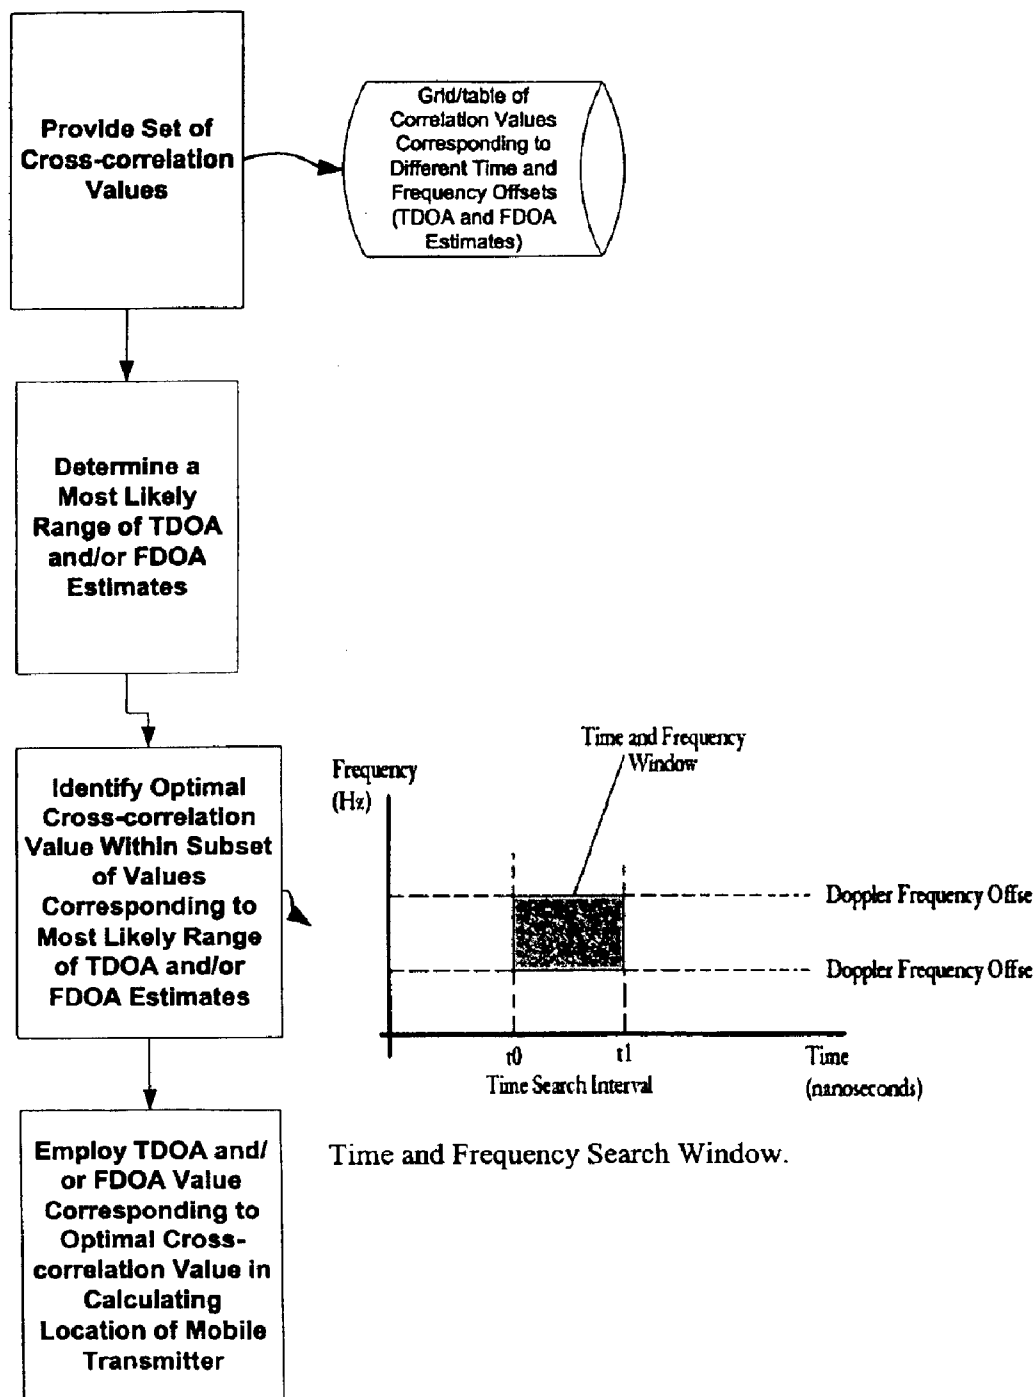 Provide Set of
Cross-correlation
Values
Grid/table of
Correlation Values
Corresponding to
Different Time and
Frequency Offsets
(TDOA and FDOA
Estimates)
Determine a
Most Likely
Range of TDOA
and/or FDOA
Estimates
Identify Optimal
Cross-correlation
Value Within Subset
of Values
Corresponding to
Most Likely Range
of TDOA and/or
FDOA Estimates
Time and Frequency
Window
Frequency
(Hz)
Doppler Frequency Offse
Doppler Frequency Offse
t0
t1
Time
Time Search Interval
(nanoseconds)
Time and Frequency Search Window.
Employ TDOA and/
or FDOA Value
Corresponding to
Optimal Cross-
correlation Value in
Calculating
Location of Mobile
Transmitter